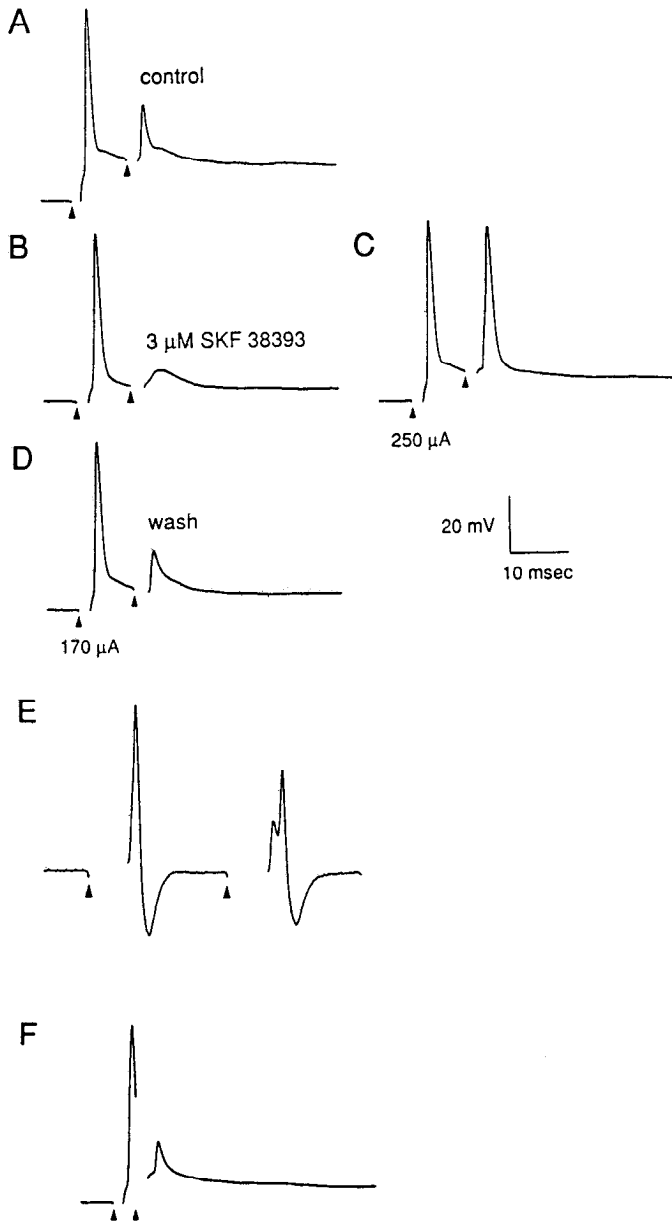 A
control
B
3 μM SKF 38393
C
250 μA
D
wash
20 mV
10 msec
170 μA
E
F